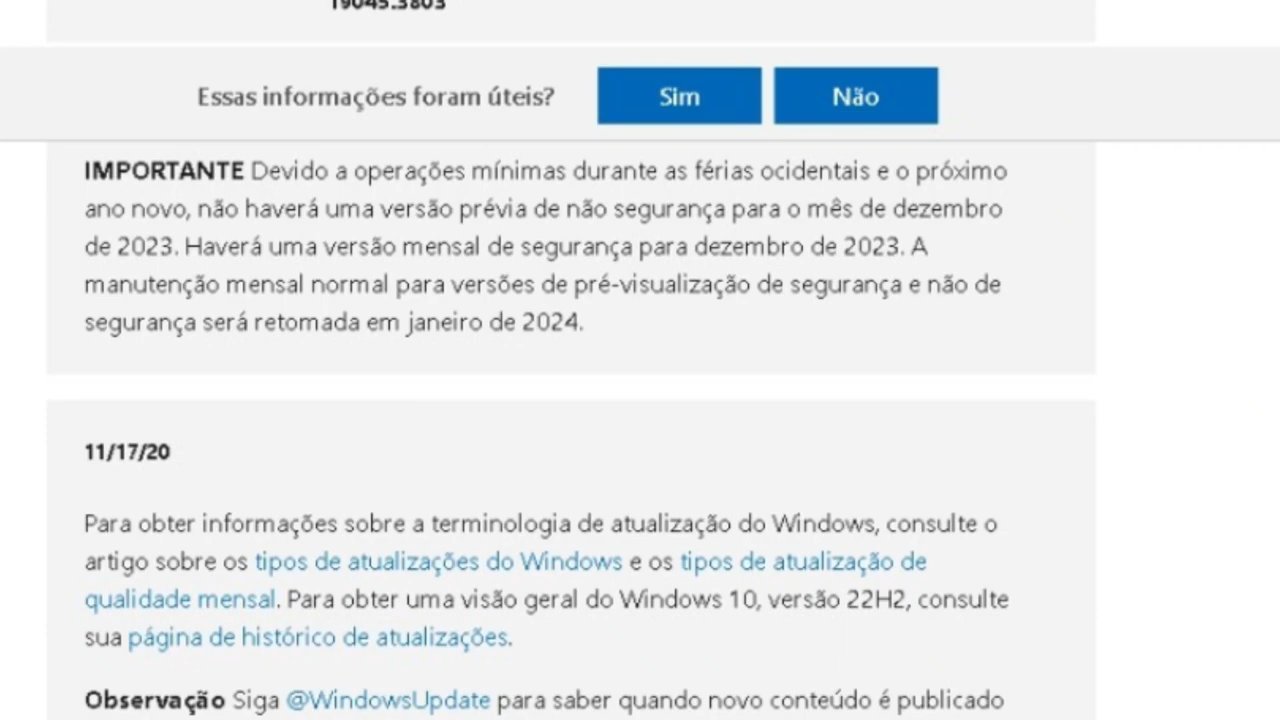 19045.3803
Essas informações foram úteis?
Sim
Não
IMPORTANTE Devido a operações mínimas durante as férias ocidentais e o próximo
ano novo, não haverá uma versão prévia de não segurança para o mês de dezembro
de 2023. Haverá uma versão mensal de segurança para dezembro de 2023. A
manutenção mensal normal para versões de pré-visualização de segurança e não de
segurança será retomada em janeiro de 2024.
11/17/20
Para obter informações sobre a terminologia de atualização do Windows, consulte o
artigo sobre os tipos de atualizações do Windows e os tipos de atualização de
qualidade mensal. Para obter uma visão geral do Windows 10, versão 22H2, consulte
sua página de histórico de atualizações.
Observação Siga @WindowsUpdate para saber quando novo conteúdo é publicado